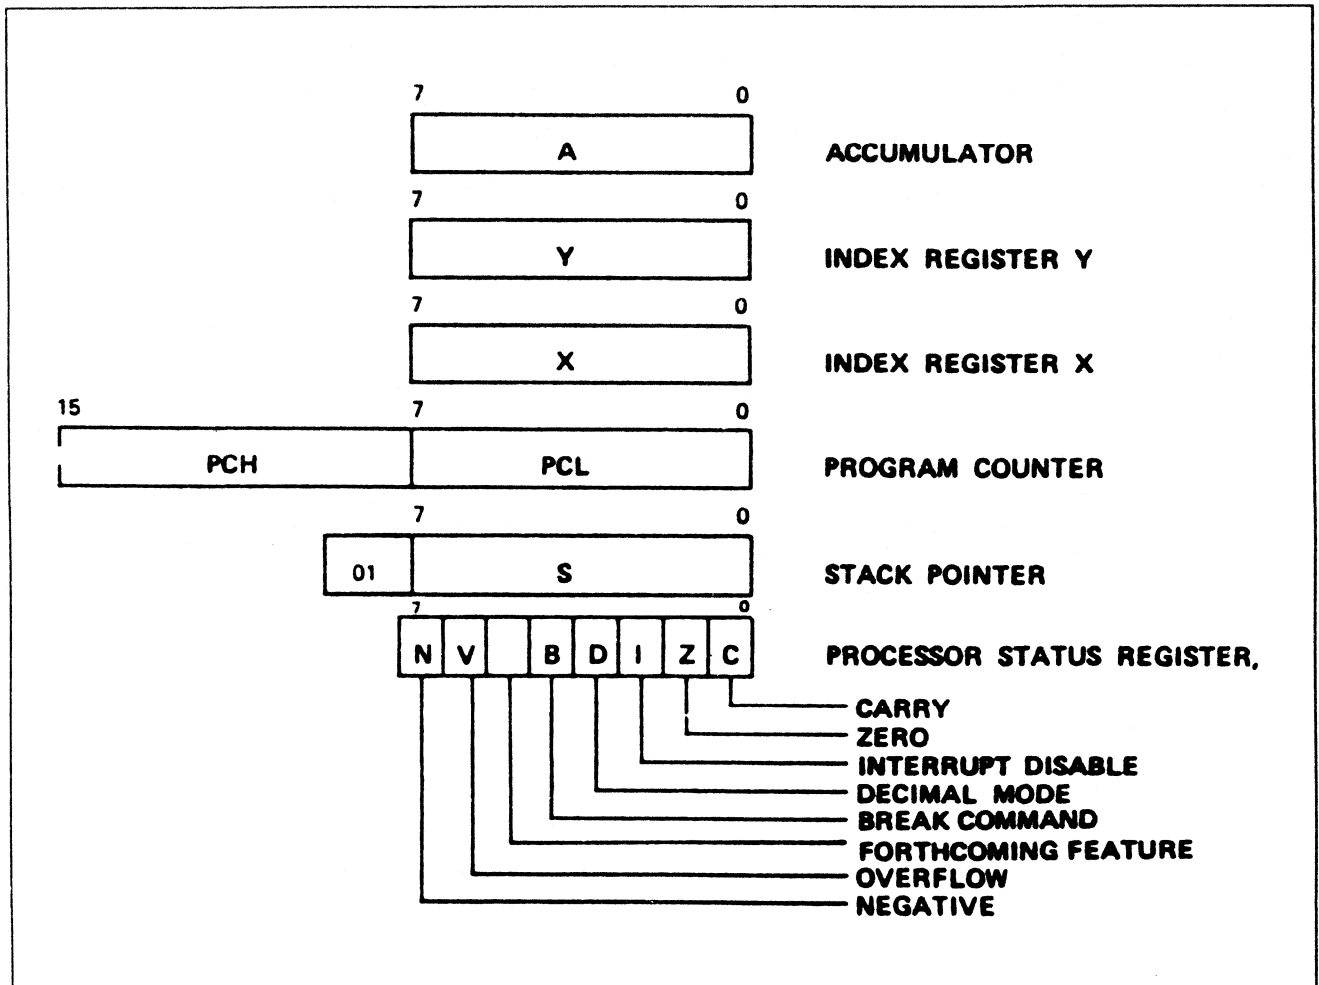 7 0
A ACCUMULATOR
7 0
Y INDEX REGISTER Y
7 0
X INDEX REGISTER X
15 7 0
PCH PCL PROGRAM COUNTER
7 0
01 S STACK POINTER
7 0
N V B D I Z C PROCESSOR STATUS REGISTER,
CARRY
ZERO
INTERRUPT DISABLE
DECIMAL MODE
BREAK COMMAND
FORTHCOMING FEATURE
OVERFLOW
NEGATIVE